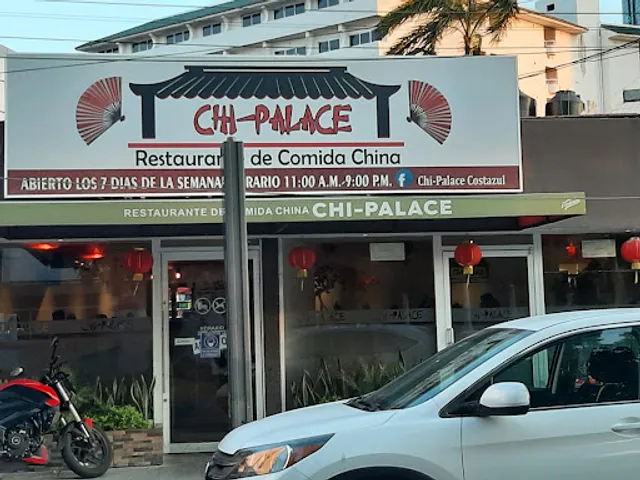 CHI-PALACE
Restaurante de Comida China
ABIERTO LOS 7 DIAS DE LA SEMANA HORARIO 11:00 A.M.-9:00 P.M. f Chi-Palace Costazul
RESTAURANTE DE COMIDA CHINA CHI-PALACE
HORARIO